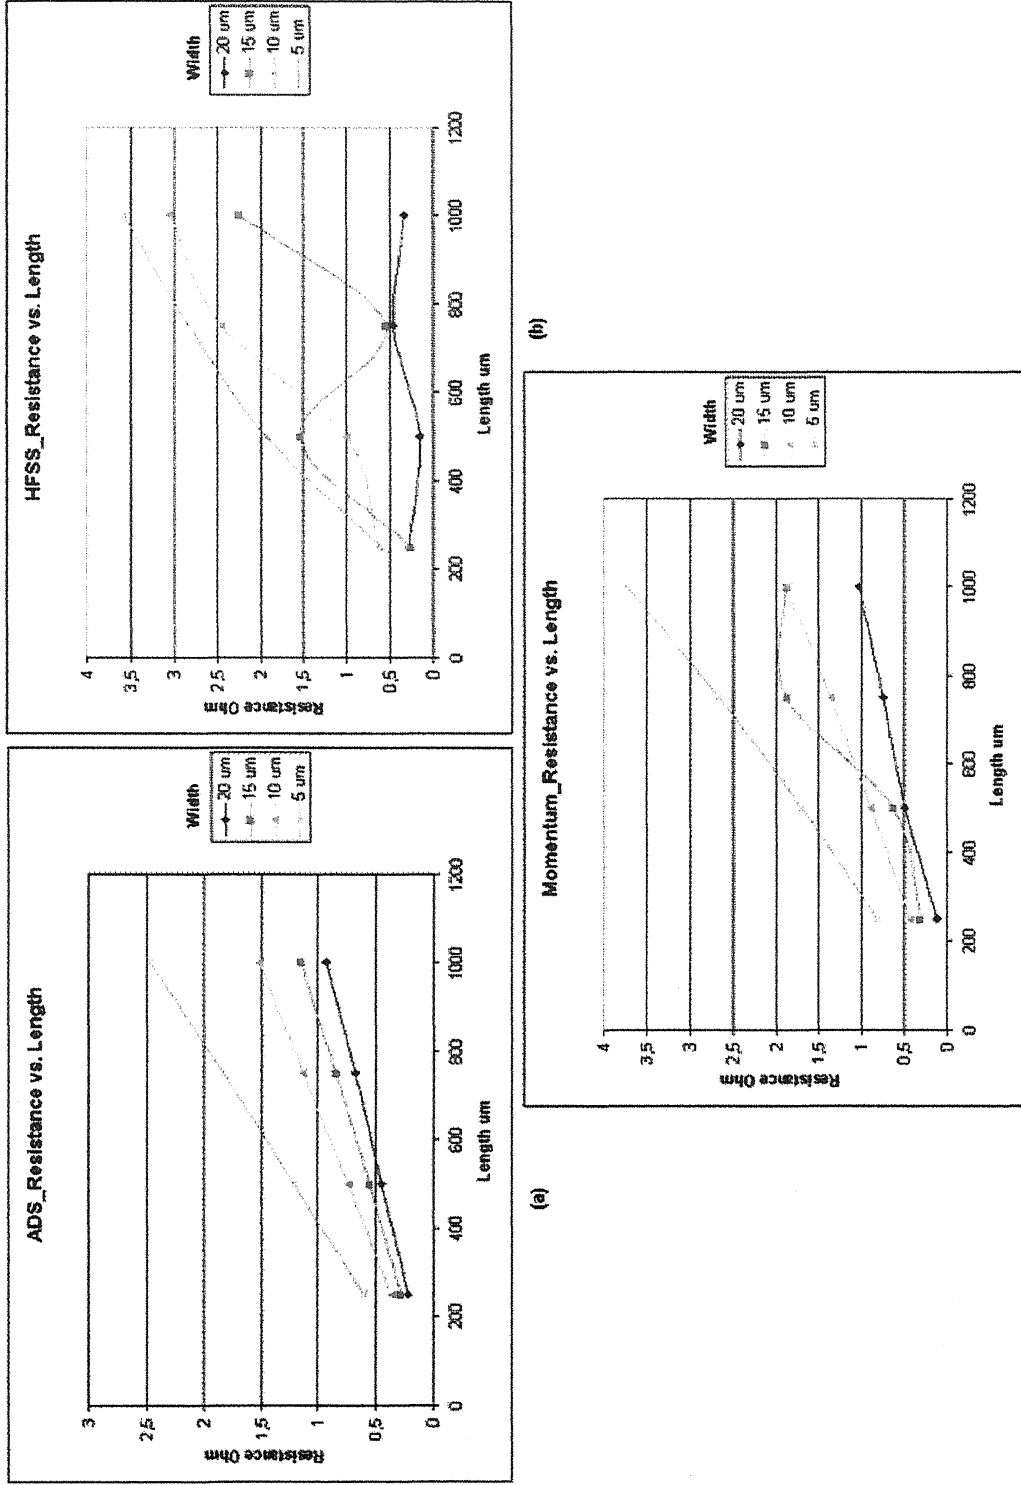 ADS_Resistance vs. Length
Resistance Ohm
3
2,5
2
1,5
1
0,5
0
0
200
400
600
800
1000
1200
Length um
Width
20 um
15 um
10 um
5 um
(a)
HFSS_Resistance vs. Length
Resistance Ohm
4
3,5
3
2,5
2
1,5
1
0,5
0
0
200
400
600
800
1000
1200
Length um
Width
20 um
15 um
10 um
5 um
(b)
Momentum_Resistance vs. Length
Resistance Ohm
4
3,5
3
2,5
2
1,5
1
0,5
0
0
200
400
600
800
1000
1200
Length um
Width
20 um
15 um
10 um
5 um